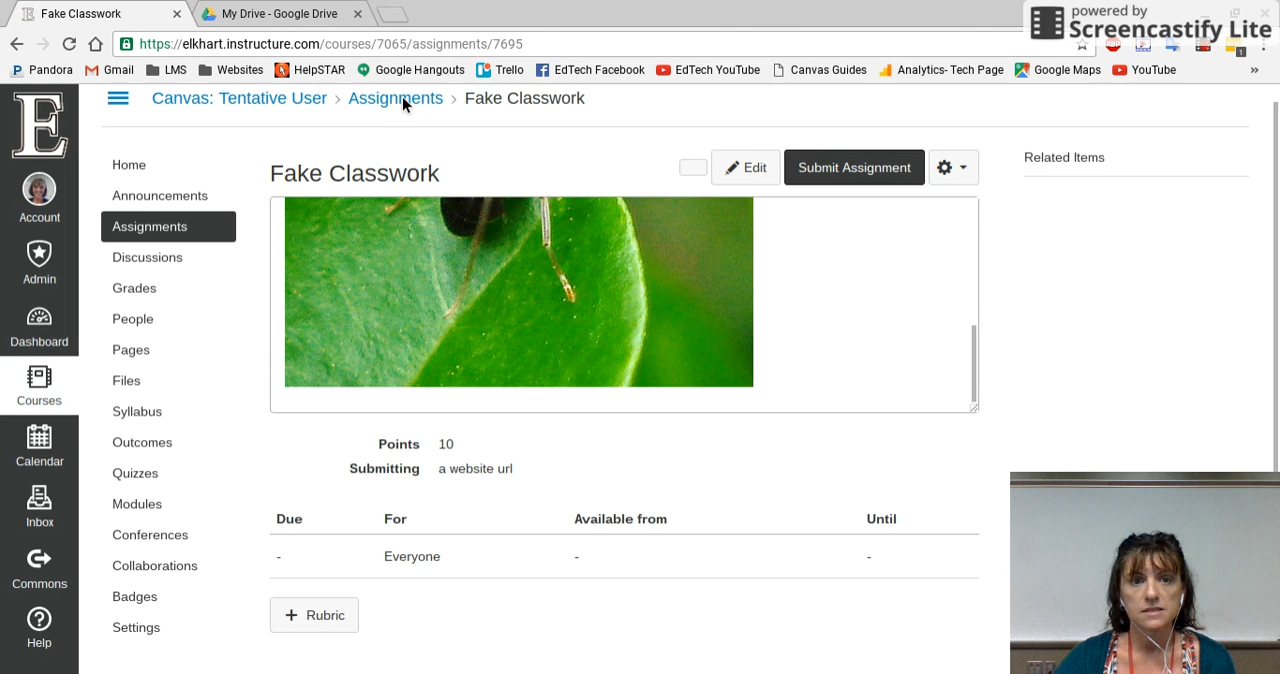 Fake Classwork
My Drive - Google Drive
powered by
Screencastify Lite
https://elkhart.instructure.com/courses/7065/assignments/7695
1
Pandora
Gmail
LMS
Websites
HelpSTAR
Google Hangouts
Trello
EdTech Facebook
EdTech YouTube
Canvas Guides
Analytics- Tech Page
Google Maps
YouTube
»
E
Account
Admin
Dashboard
Courses
Calendar
Inbox
Commons
Help
Canvas: Tentative User › Assignments › Fake Classwork
Home
Announcements
Assignments
Discussions
Grades
People
Pages
Files
Syllabus
Outcomes
Quizzes
Modules
Conferences
Collaborations
Badges
Settings
Fake Classwork
Edit
Submit Assignment
Related Items
Points 10
Submitting a website url
Due For Available from Until
- Everyone - -
+ Rubric